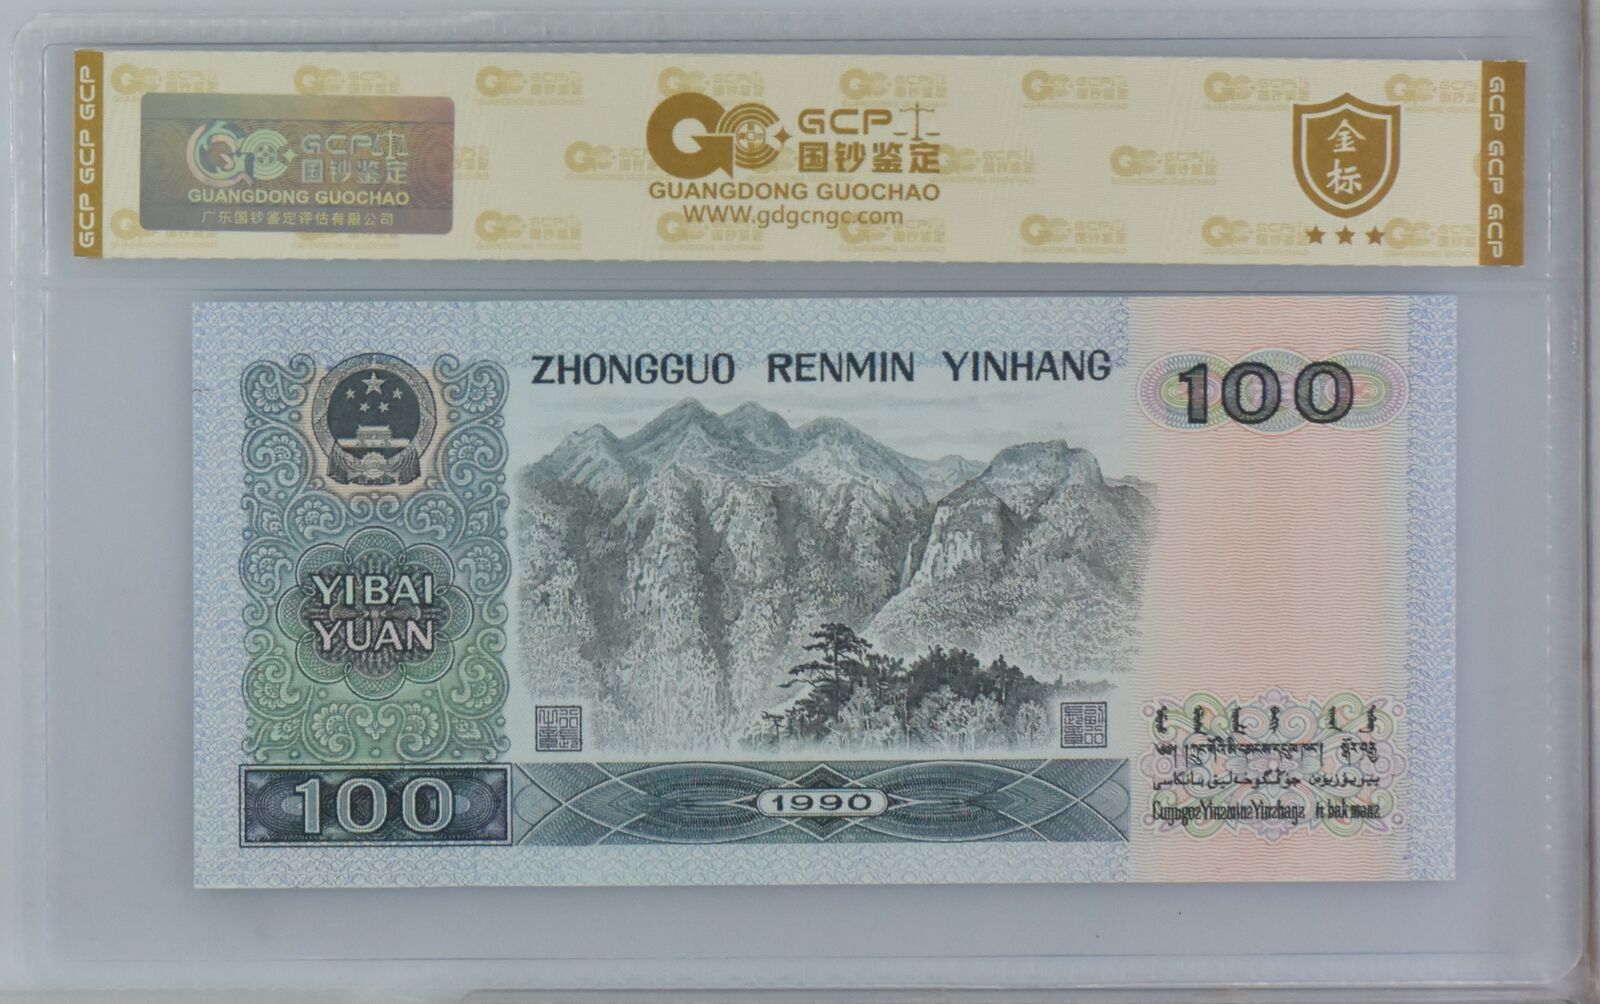 GCP GCP GCP
GCP
国钞鉴定
GUANGDONG GUOCHAO
广东国钞鉴定评估有限公司
GCP
国钞鉴定
GUANGDONG GUOCHAO
WWW.gdgcngc.com
金
标
GCP GCP GCP
ZHONGGUO RENMIN YINHANG
100
YIBAI
YUAN
100
1990